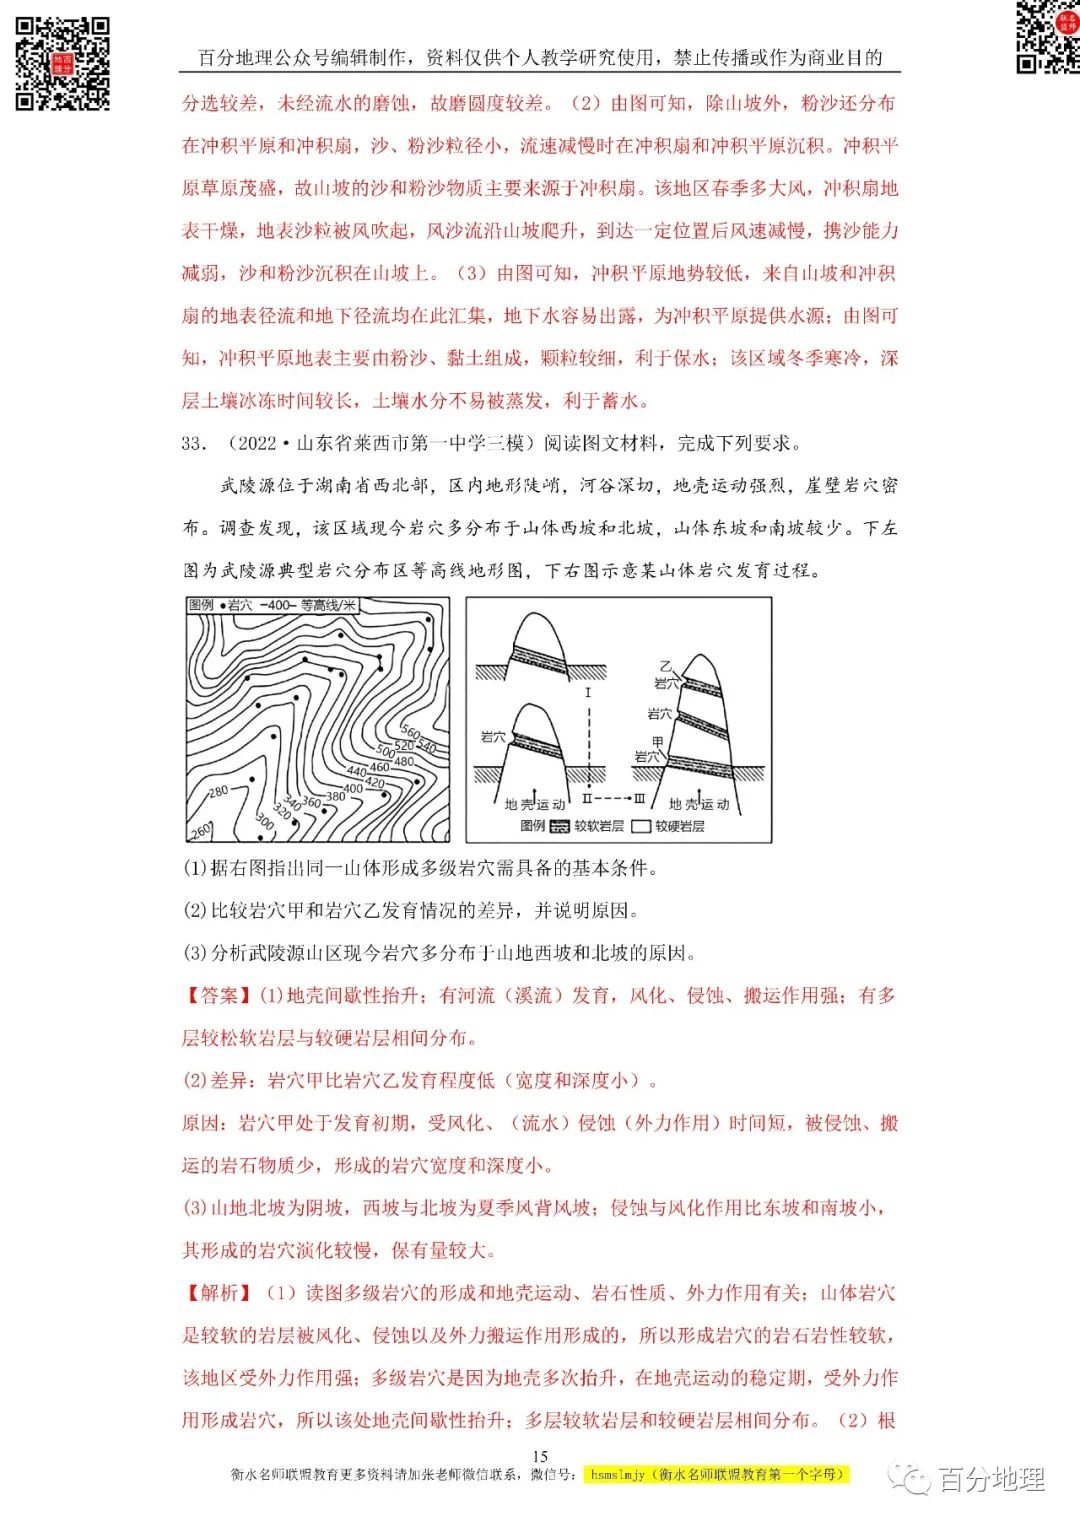 百分地理公众号编辑制作，资料仅供个人教学研究使用，禁止传播或作为商业目的
分选较差，未经流水的磨蚀，故磨圆度较差。（2）由图可知，除山坡外，粉沙还分布
在冲积平原和冲积扇，沙、粉沙粒径小，流速减慢时在冲积扇和冲积平原沉积。冲积平
原草原茂盛，故山坡的沙和粉沙物质主要来源于冲积扇。该地区春季多大风，冲积扇地
表干燥，地表沙粒被风吹起，风沙流沿山坡爬升，到达一定位置后风速减慢，携沙能力
减弱，沙和粉沙沉积在山坡上。（3）由图可知，冲积平原地势较低，来自山坡和冲积
扇的地表径流和地下径流均在此汇集，地下水容易出露，为冲积平原提供水源；由图可
知，冲积平原地表主要由粉沙、黏土组成，颗粒较细，利于保水；该区域冬季寒冷，深
层土壤冰冻时间较长，土壤水分不易被蒸发，利于蓄水。
33．（2022·山东省莱西市第一中学三模）阅读图文材料，完成下列要求。
武陵源位于湖南省西北部，区内地形陡峭，河谷深切，地壳运动强烈，崖壁岩穴密
布。调查发现，该区域现今岩穴多分布于山体西坡和北坡，山体东坡和南坡较少。下左
图为武陵源典型岩穴分布区等高线地形图，下右图示意某山体岩穴发育过程。
图例 •岩穴 -400- 等高线/米
560
540
520
500
480
460
440
420
400
380
360
340
320
300
280
260
Ⅰ
岩穴
地壳运动
Ⅱ
Ⅲ
乙
岩穴
岩穴
甲
岩穴
地壳运动
图例 较软岩层 较硬岩层
(1)据右图指出同一山体形成多级岩穴需具备的基本条件。
(2)比较岩穴甲和岩穴乙发育情况的差异，并说明原因。
(3)分析武陵源山区现今岩穴多分布于山地西坡和北坡的原因。
【答案】(1)地壳间歇性抬升；有河流（溪流）发育，风化、侵蚀、搬运作用强；有多
层较松软岩层与较硬岩层相间分布。
(2)差异：岩穴甲比岩穴乙发育程度低（宽度和深度小）。
原因：岩穴甲处于发育初期，受风化、（流水）侵蚀（外力作用）时间短，被侵蚀、搬
运的岩石物质少，形成的岩穴宽度和深度小。
(3)山地北坡为阴坡，西坡与北坡为夏季风背风坡；侵蚀与风化作用比东坡和南坡小，
其形成的岩穴演化较慢，保有量较大。
【解析】（1）读图多级岩穴的形成和地壳运动、岩石性质、外力作用有关；山体岩穴
是较软的岩层被风化、侵蚀以及外力搬运作用形成的，所以形成岩穴的岩石岩性较软，
该地区受外力作用强；多级岩穴是因为地壳多次抬升，在地壳运动的稳定期，受外力作
用形成岩穴，所以该处地壳间歇性抬升；多层较软岩层和较硬岩层相间分布。（2）根
15
衡水名师联盟教育更多资料请加张老师微信联系，微信号： hsmslmjy（衡水名师联盟教育第一个字母）
百分地理